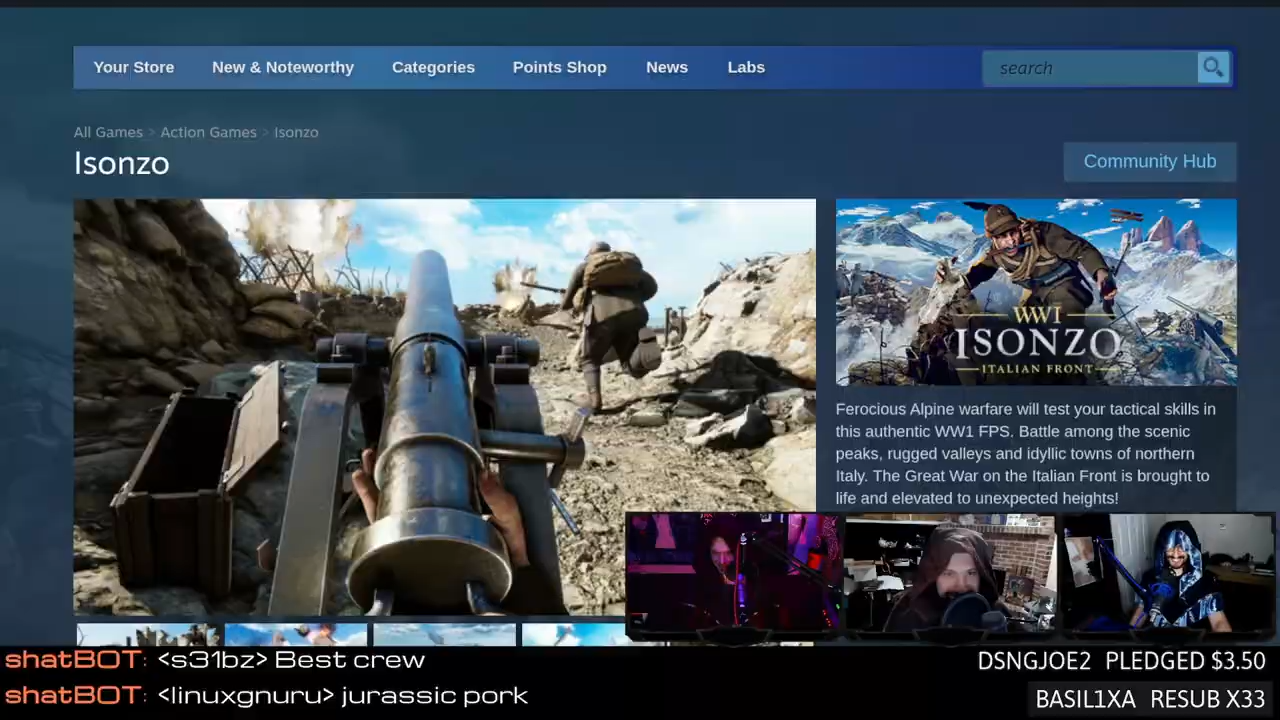 Your Store New & Noteworthy Categories Points Shop News Labs search
All Games > Action Games > Isonzo
Isonzo
Community Hub
WWI
ISONZO
ITALIAN FRONT
Ferocious Alpine warfare will test your tactical skills in
this authentic WW1 FPS. Battle among the scenic
peaks, rugged valleys and idyllic towns of northern
Italy. The Great War on the Italian Front is brought to
life and elevated to unexpected heights!
shatBOT: <s31bz> Best crew
DSNGJOE2 PLEDGED $3.50
shatBOT: <linuxgnuru> jurassic pork
BASIL1XA RESUB X33